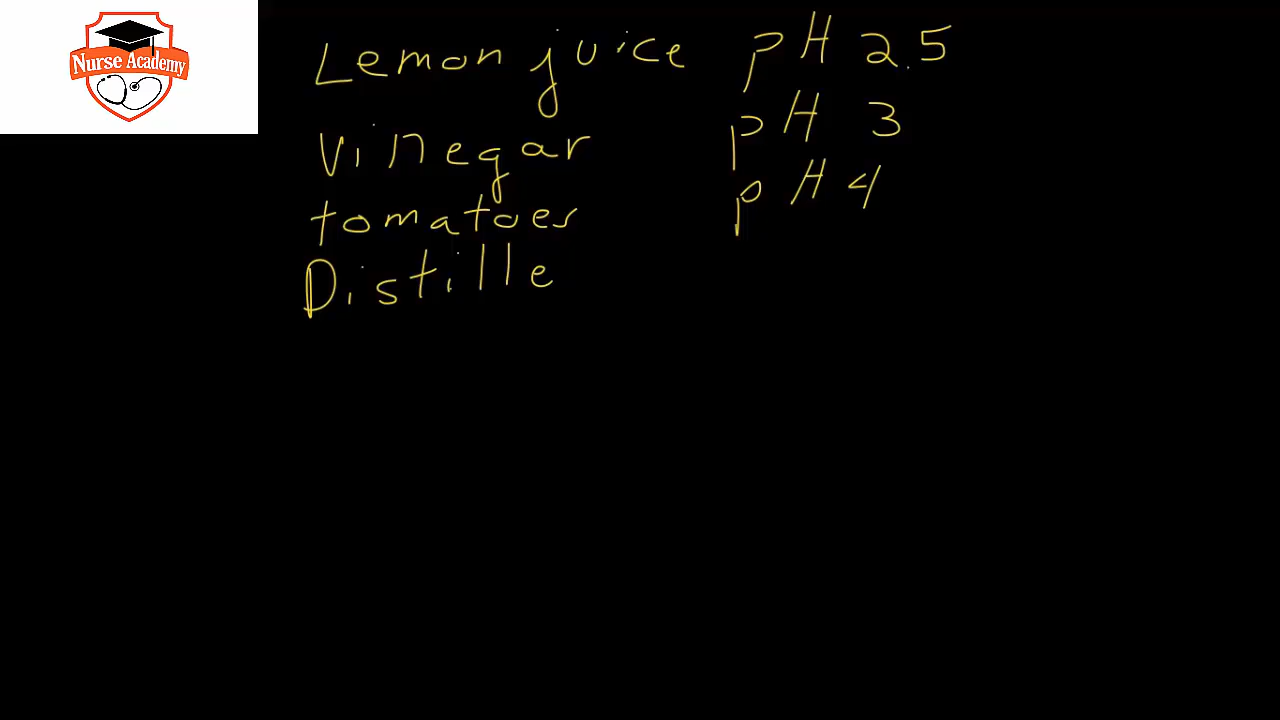 Nurse Academy
Lemon juice pH 2.5
vinegar pH 3
tomatoes pH 4
Distille